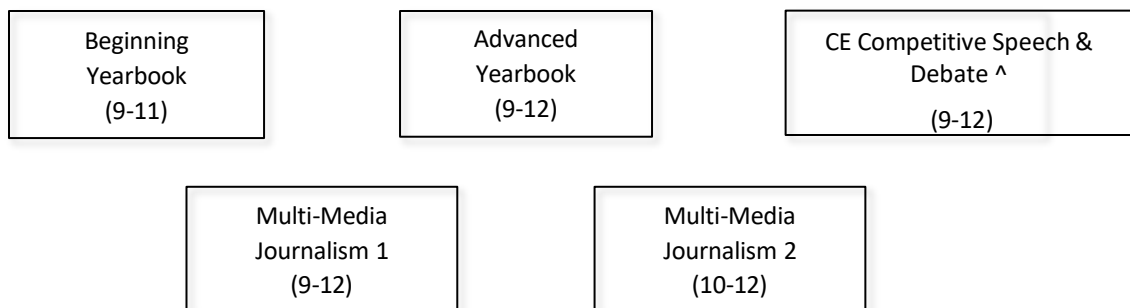 Beginning
Yearbook
(9-11)
Advanced
Yearbook
(9-12)
CE Competitive Speech &
Debate ^
(9-12)
Multi-Media
Journalism 1
(9-12)
Multi-Media
Journalism 2
(10-12)